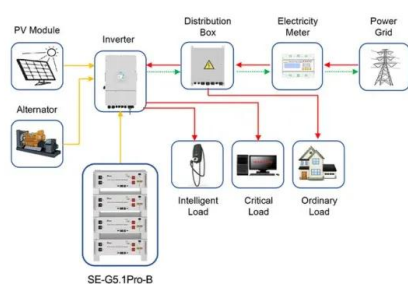 PV Module
Inverter
Distribution
Box
Electricity
Meter
Power
Grid
Alternator
Intelligent
Load
Critical
Load
Ordinary
Load
SE-G5.1Pro-B